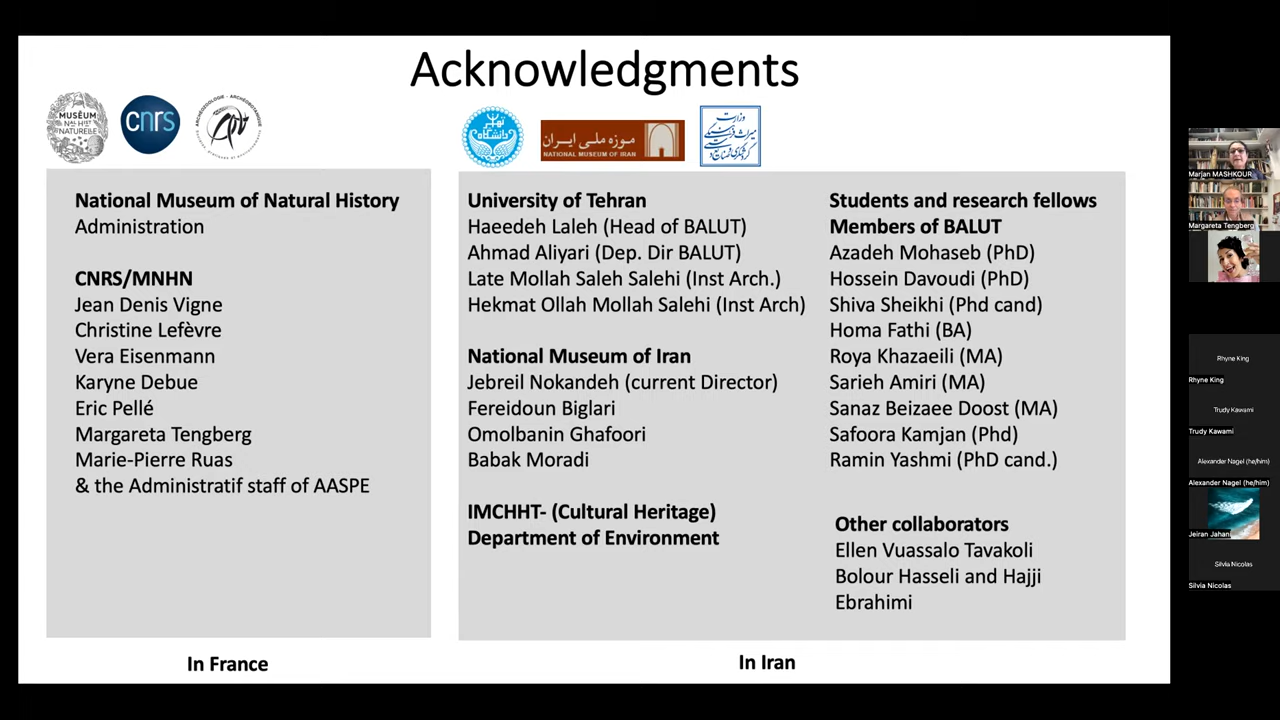 Acknowledgments
MUSÉUM
NAT HIST
NATURELLE
cnrs
ARCHÉOZOOLOGIE - ARCHÉOBOTANIQUE
موزه ملی ایران
NATIONAL MUSEUM OF IRAN
وزارت
National Museum of Natural History
Administration
CNRS/MNHN
Jean Denis Vigne
Christine Lefèvre
Vera Eisenmann
Karyne Debue
Eric Pellé
Margareta Tengberg
Marie-Pierre Ruas
& the Administratif staff of AASPE
In France
University of Tehran
Haeedeh Laleh (Head of BALUT)
Ahmad Aliyari (Dep. Dir BALUT)
Late Mollah Saleh Salehi (Inst Arch.)
Hekmat Ollah Mollah Salehi (Inst Arch)
National Museum of Iran
Jebreil Nokandeh (current Director)
Fereidoun Biglari
Omolbanin Ghafoori
Babak Moradi
IMCHHT- (Cultural Heritage)
Department of Environment
Students and research fellows
Members of BALUT
Azadeh Mohaseb (PhD)
Hossein Davoudi (PhD)
Shiva Sheikhi (Phd cand)
Homa Fathi (BA)
Roya Khazaeili (MA)
Sarieh Amiri (MA)
Sanaz Beizaee Doost (MA)
Safoora Kamjan (Phd)
Ramin Yashmi (PhD cand.)
Other collaborators
Ellen Vuassalo Tavakoli
Bolour Hasseli and Hajji
Ebrahimi
In Iran
Marjan MASHKOUR
Margareta Tengberg
Rhyne King
Rhyne King
Trudy Kawami
Trudy Kawami
Alexander Nagel (he/him)
Alexander Nagel (he/him)
Jeiran Jahani
Silvia Nicolas
Silvia Nicolas